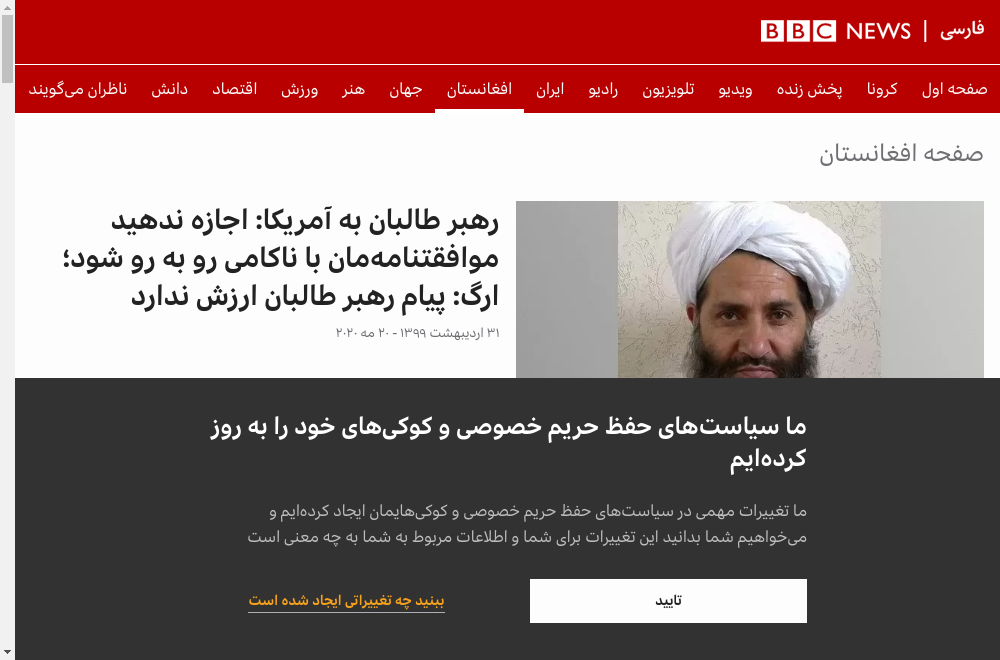 BBC NEWS | فارسی
صفحه اول کرونا پخش زنده ویدیو تلویزیون رادیو ایران افغانستان جهان هنر ورزش اقتصاد دانش ناظران می‌گویند
صفحه افغانستان
رهبر طالبان به آمریکا: اجازه ندهید
موافقتنامه‌مان با ناکامی رو به رو شود؛
ارگ: پیام رهبر طالبان ارزش ندارد
۳۱ اردیبهشت ۱۳۹۹ - ۲۰ مه ۲۰۲۰
ما سیاست‌های حفظ حریم خصوصی و کوکی‌های خود را به روز
کرده‌ایم
ما تغییرات مهمی در سیاست‌های حفظ حریم خصوصی و کوکی‌هایمان ایجاد کرده‌ایم و
می‌خواهیم شما بدانید این تغییرات برای شما و اطلاعات مربوط به شما به چه معنی است
تایید
ببنید چه تغییراتی ایجاد شده است